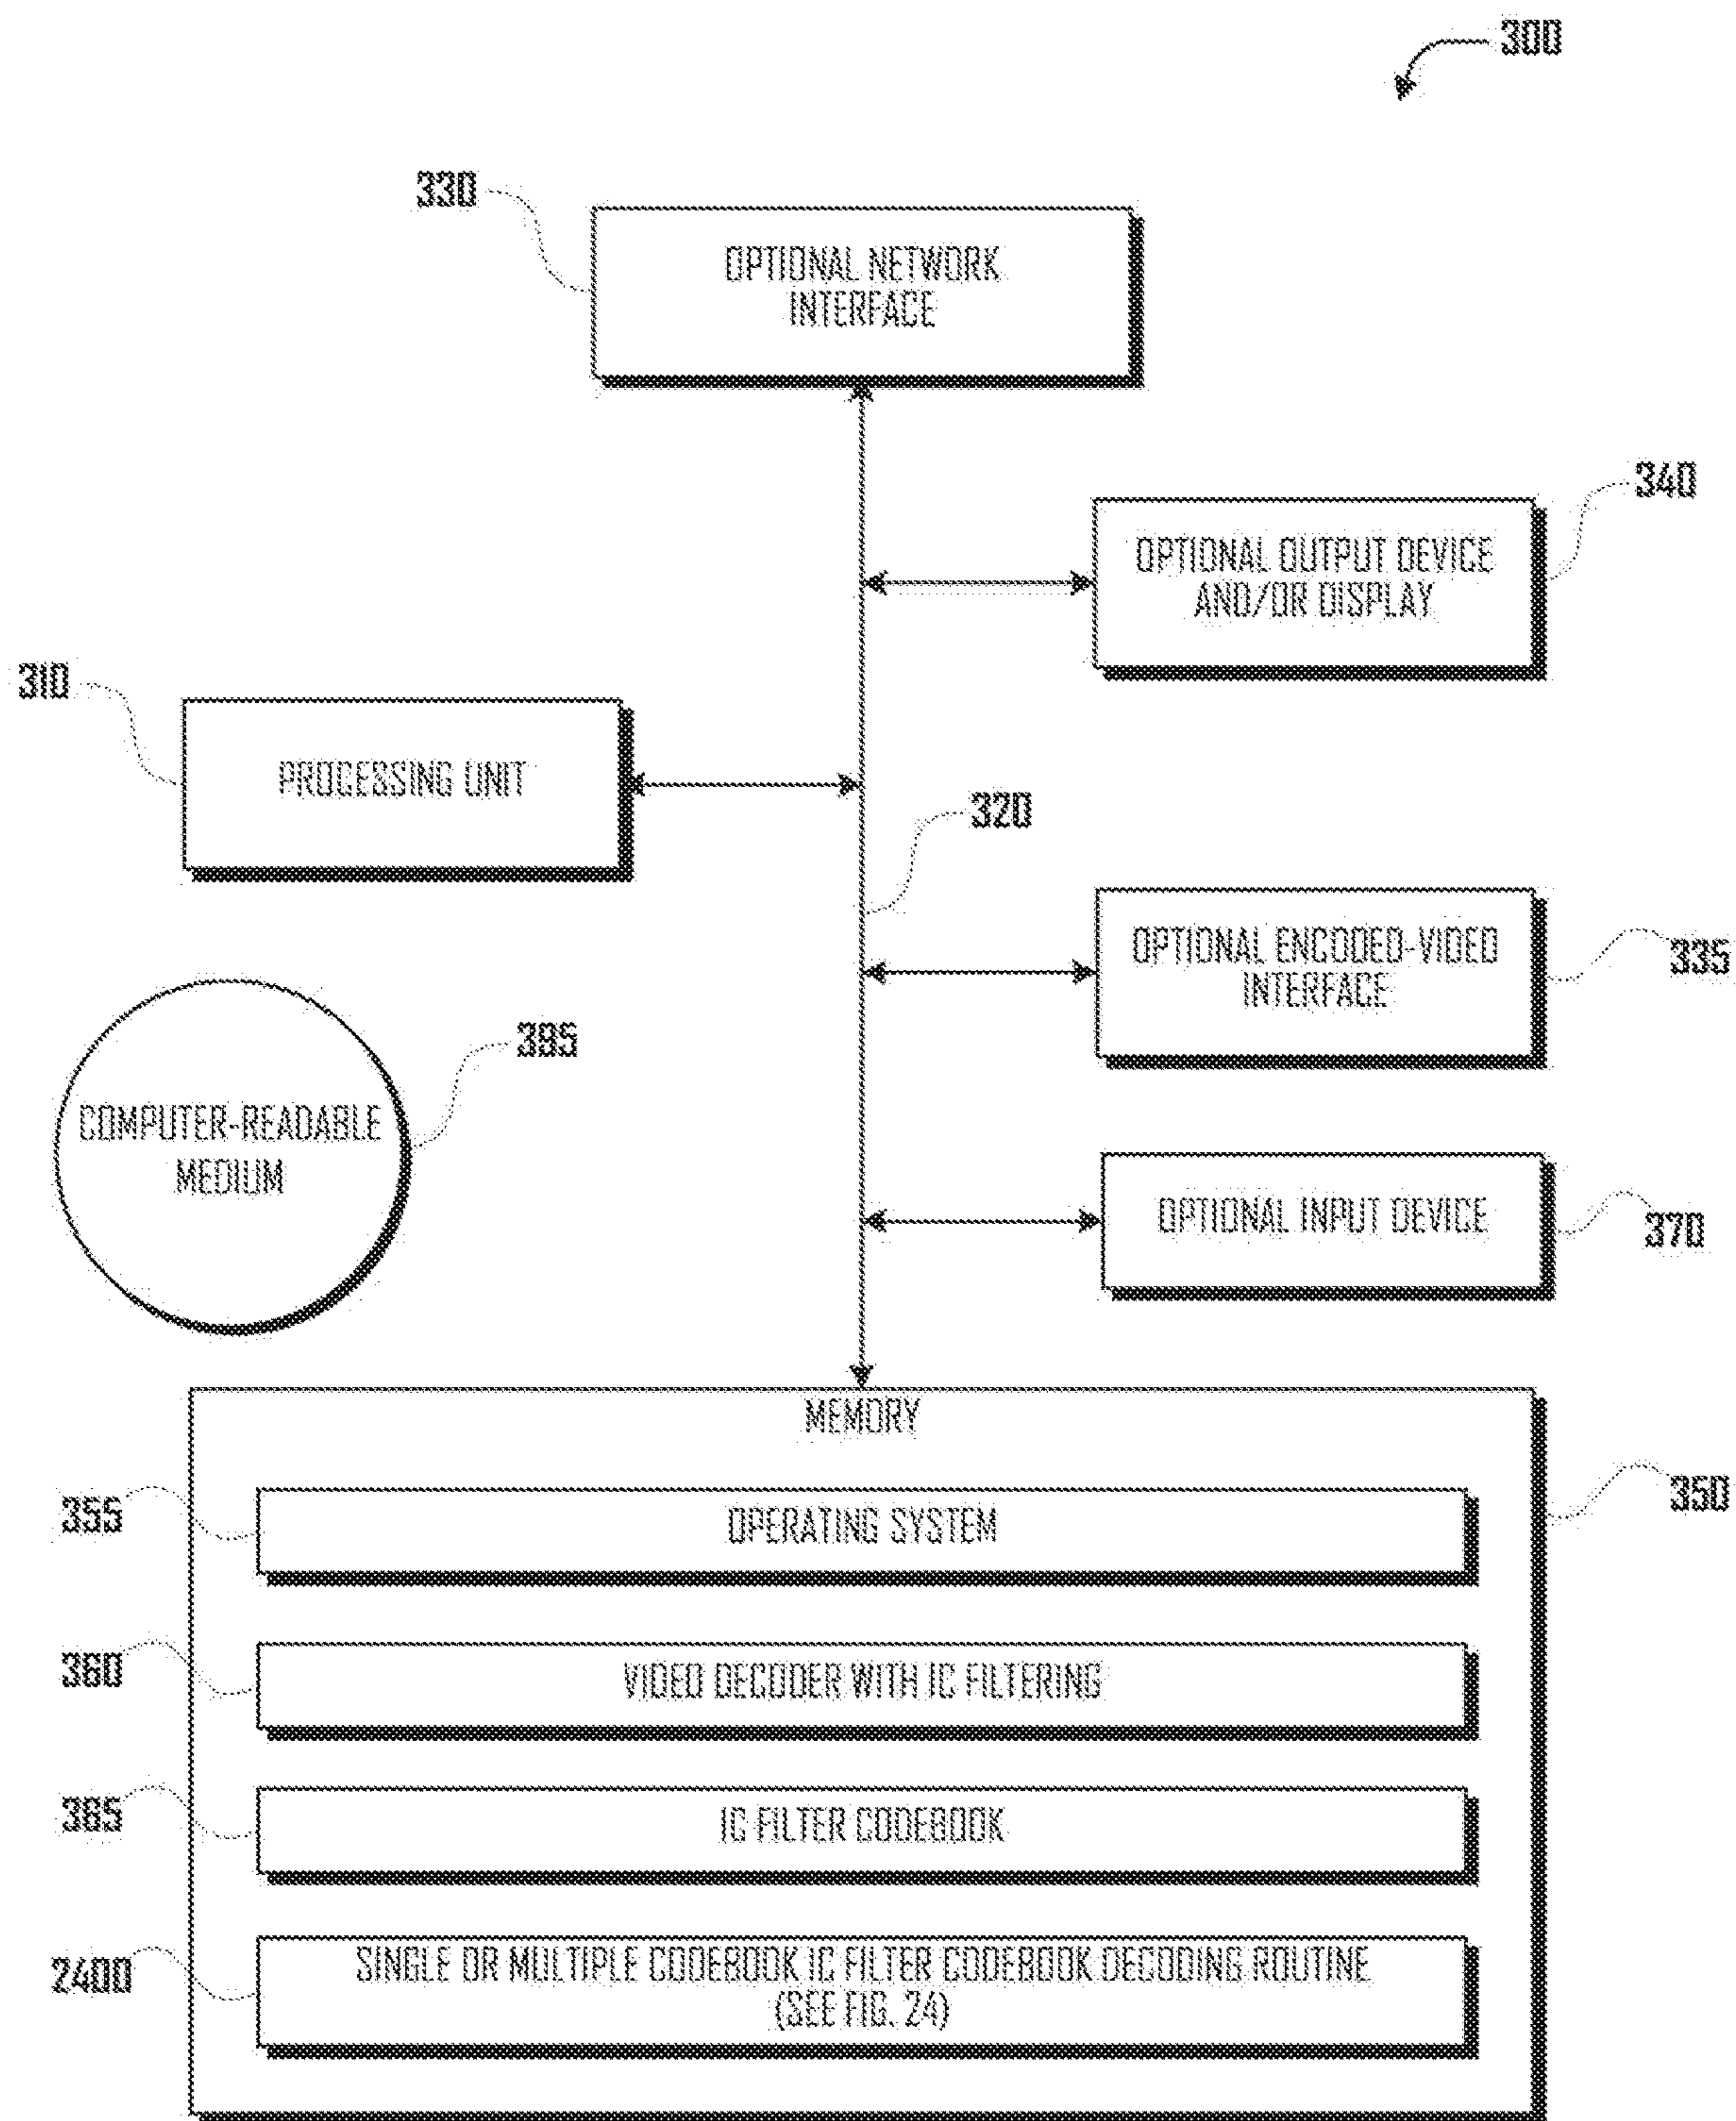 300
330
OPTIONAL NETWORK
INTERFACE
340
OPTIONAL OUTPUT DEVICE
AND/OR DISPLAY
310
PROCESSING UNIT
320
OPTIONAL ENCODED-VIDEO
INTERFACE
335
395
COMPUTER-READABLE
MEDIUM
OPTIONAL INPUT DEVICE
370
MEMORY
350
355
OPERATING SYSTEM
360
VIDEO DECODER WITH IC FILTERING
365
IC FILTER CODEBOOK
2400
SINGLE OR MULTIPLE CODEBOOK IC FILTER CODEBOOK DECODING ROUTINE
(SEE FIG. 24)